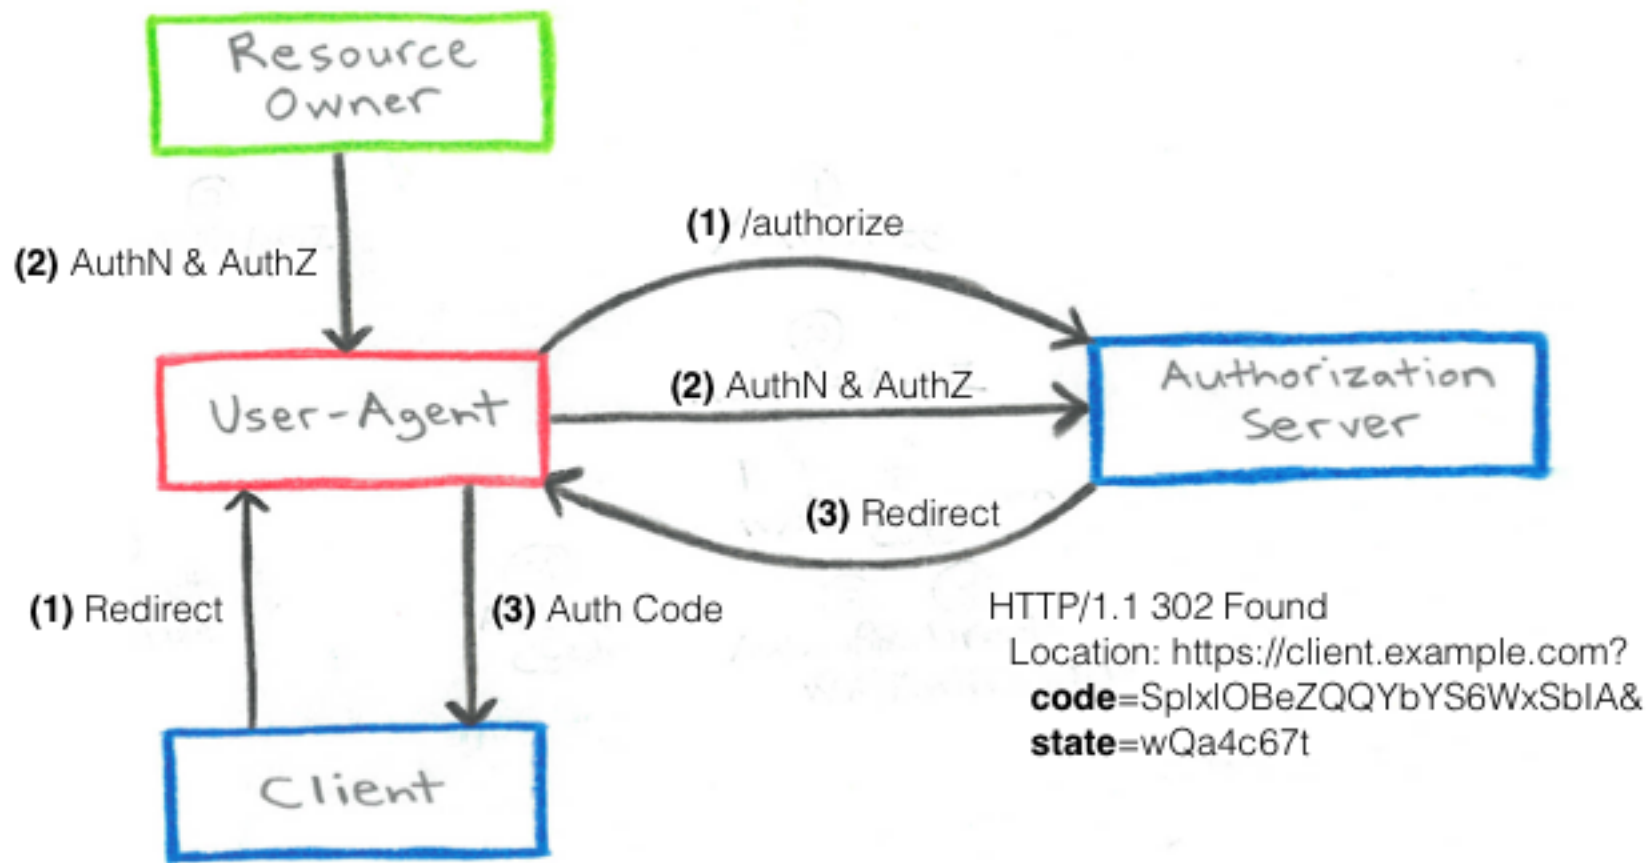 Resource
Owner
(1) /authorize
(2) AuthN & AuthZ
(2) AuthN & AuthZ
Authorization
Server
User-Agent
(3) Redirect
(1) Redirect
(3) Auth Code
HTTP/1.1 302 Found
Location: https://client.example.com?
code=SplxlOBeZQQYbYS6WxSbIA&
state=wQa4c67t
Client